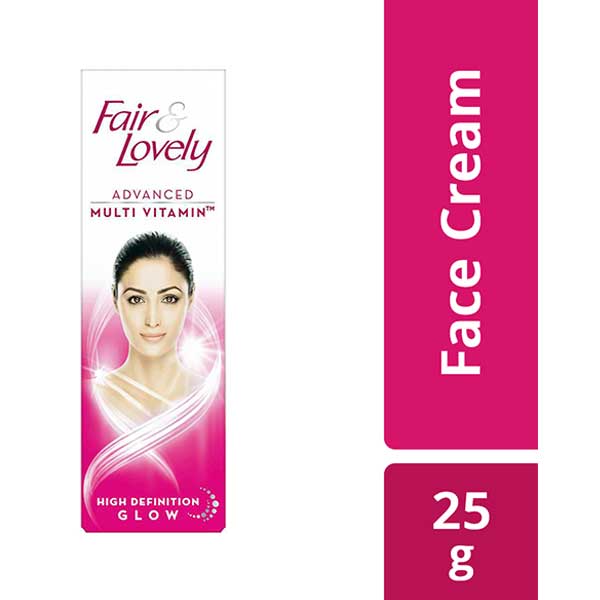 Fair &
Lovely
ADVANCED
MULTI VITAMIN™
HIGH DEFINITION
GLOW
Face Cream
25
g